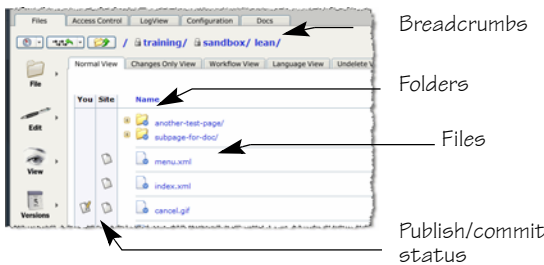 Files Access Control LogView Configuration Docs
Breadcrumbs
/ training/ sandbox/ lean/
Normal View Changes Only View Workflow View Language View Undelete V
File
Folders
You Site Name
another-test-page/
Edit
subpage-for-doc/
Files
menu.xml
View
index.xml
Versions
cancel.gif
Publish/commit
status